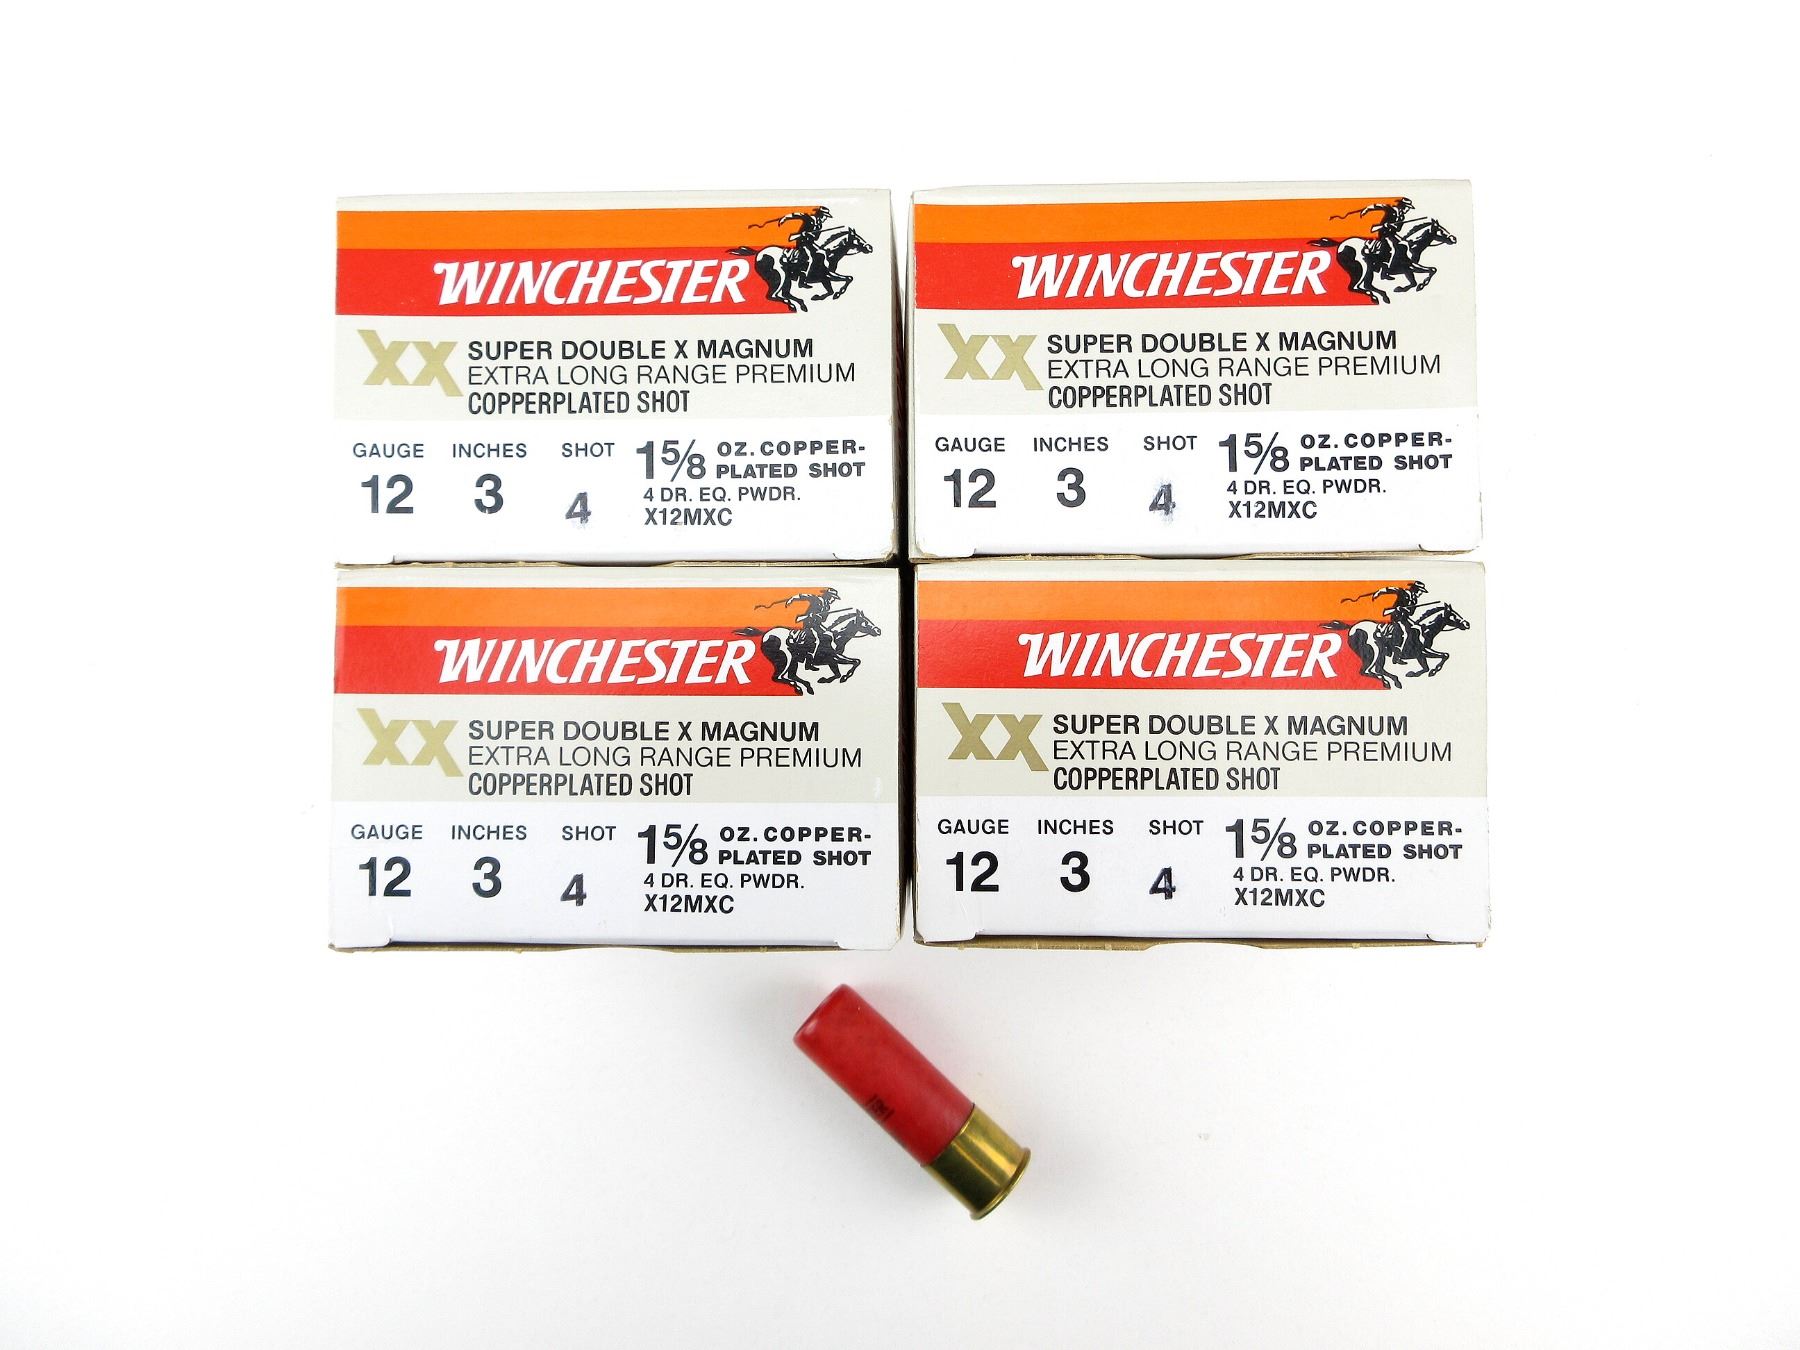 WINCHESTER
XX SUPER DOUBLE X MAGNUM
EXTRA LONG RANGE PREMIUM
COPPERPLATED SHOT
GAUGE INCHES SHOT 1 5/8 OZ. COPPER-
PLATED SHOT
12 3 4 4 DR. EQ. PWDR.
X12MXC
WINCHESTER
XX SUPER DOUBLE X MAGNUM
EXTRA LONG RANGE PREMIUM
COPPERPLATED SHOT
GAUGE INCHES SHOT 1 5/8 OZ. COPPER-
PLATED SHOT
12 3 4 4 DR. EQ. PWDR.
X12MXC
WINCHESTER
XX SUPER DOUBLE X MAGNUM
EXTRA LONG RANGE PREMIUM
COPPERPLATED SHOT
GAUGE INCHES SHOT 1 5/8 OZ. COPPER-
PLATED SHOT
12 3 4 4 DR. EQ. PWDR.
X12MXC
WINCHESTER
XX SUPER DOUBLE X MAGNUM
EXTRA LONG RANGE PREMIUM
COPPERPLATED SHOT
GAUGE INCHES SHOT 1 5/8 OZ. COPPER-
PLATED SHOT
12 3 4 4 DR. EQ. PWDR.
X12MXC